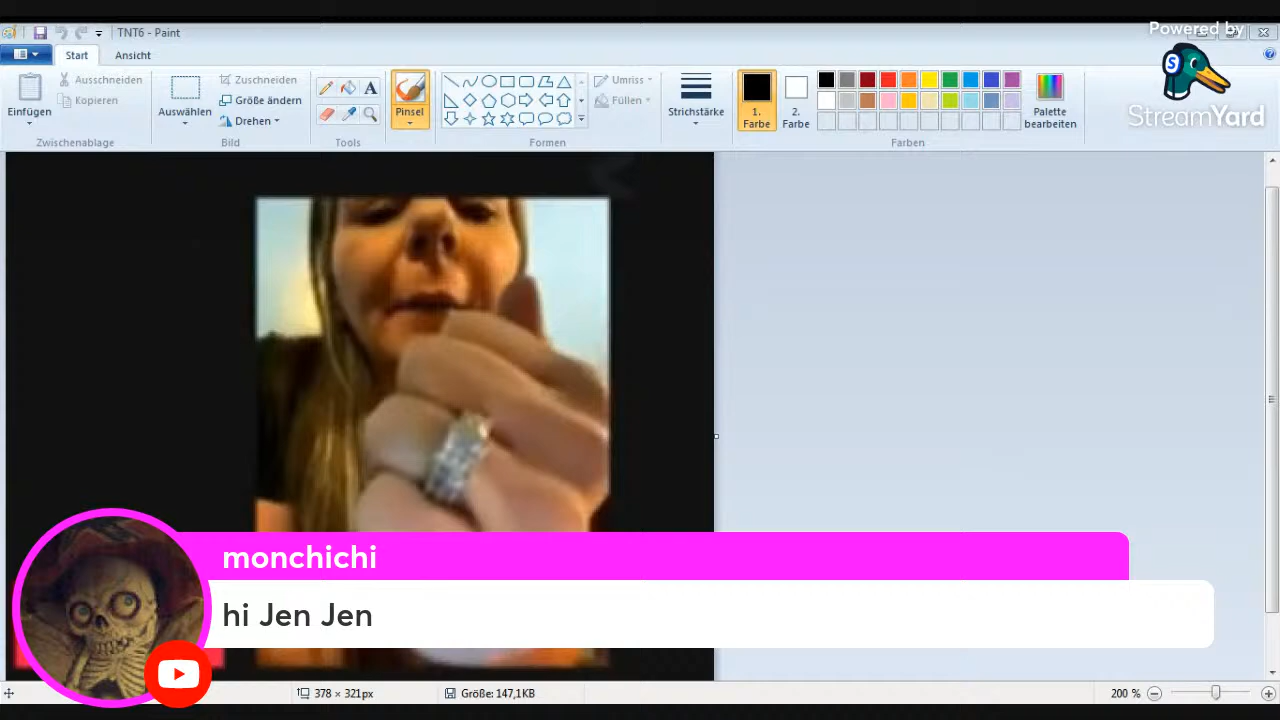 TNT6 - Paint
Powered by
StreamYard
Start
Ansicht
Einfügen
Ausschneiden
Kopieren
Zwischenablage
Auswählen
Zuschneiden
Größe ändern
Drehen
Bild
A
Tools
Pinsel
Formen
Umriss
Füllen
Strichstärke
1.
Farbe
2.
Farbe
Palette
bearbeiten
Farben
monchichi
hi Jen Jen
378 × 321px
Größe: 147,1KB
200 %